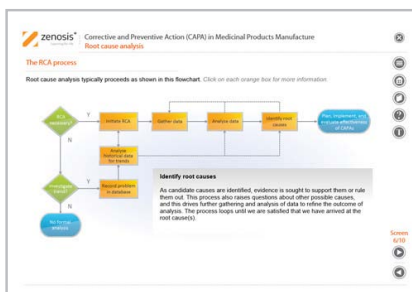 zenosis
Corrective and Preventive Action (CAPA) in Medicinal Products Manufacture
Root cause analysis
The RCA process
Root cause analysis typically proceeds as shown in this flowchart. Click on each orange box for more information.
RCA necessary?
Y
Initiate RCA
Gather data
Analyse data
Identify root causes
Plan, implement, and evaluate effectiveness of CAPAs
N
Analyse historical data for trends
Investigate trend?
Y
Record problem in database
N
No formal analysis
Identify root causes
As candidate causes are identified, evidence is sought to support them or rule
them out. This process also raises questions about other possible causes,
and this drives further gathering and analysis of data to refine the outcome of
analysis. The process loops until we are satisfied that we have arrived at the
root cause(s).
Screen
6/10